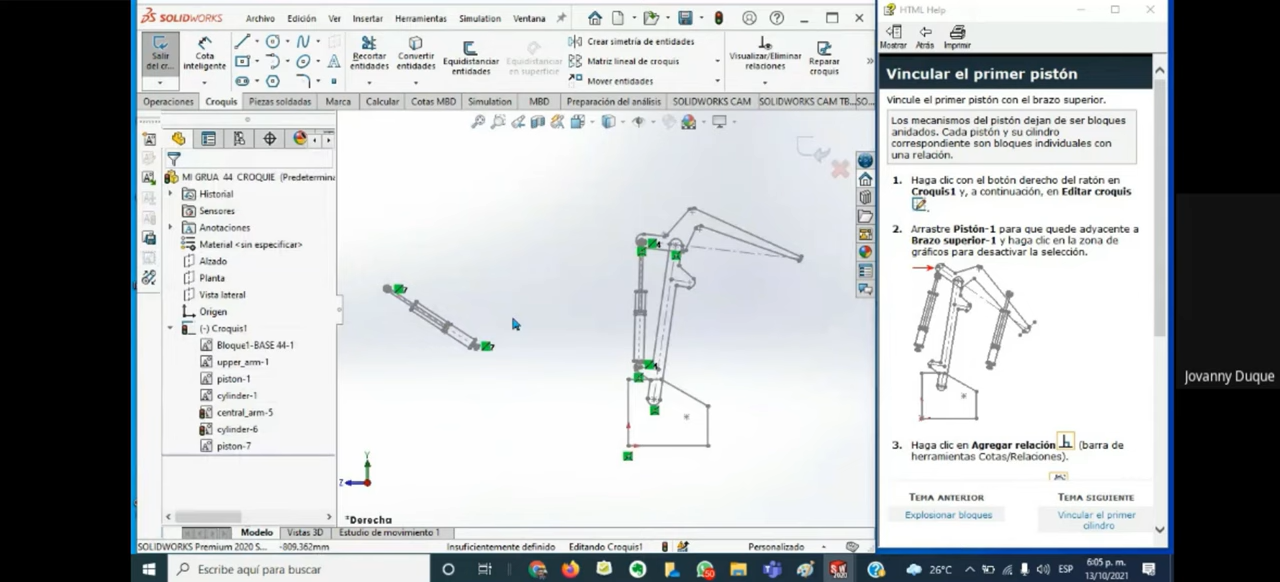 SOLIDWORKS
Archivo Edición Ver Insertar Herramientas Simulation Ventana
Salir del cr...
Cota inteligente
Recortar entidades
Convertir entidades
Equidistanciar entidades
Equidistanciar en superficie
Crear simetría de entidades
Matriz lineal de croquis
Mover entidades
Visualizar/Eliminar relaciones
Reparar croquis
Operaciones Croquis Piezas soldadas Marca Calcular Cotas MBD Simulation MBD Preparación del análisis SOLIDWORKS CAM SOLIDWORKS CAM TB... SO...
MI GRUA 44 CROQUIE (Predetermina
Historial
Sensores
Anotaciones
Material <sin especificar>
Alzado
Planta
Vista lateral
Origen
(-) Croquis1
Bloque1-BASE 44-1
upper_arm-1
piston-1
cylinder-1
central_arm-5
cylinder-6
piston-7
Y
Z
*Derecha
Modelo Vistas 3D Estudio de movimiento 1
SOLIDWORKS Premium 2020 S... -809.362mm Insuficientemente definido Editando Croquis1 Personalizado
HTML Help
Mostrar Atrás Imprimir
Vincular el primer pistón
Vincule el primer pistón con el brazo superior.
Los mecanismos del pistón dejan de ser bloques
anidados. Cada pistón y su cilindro
correspondiente son bloques individuales con
una relación.
1. Haga clic con el botón derecho del ratón en
Croquis1 y, a continuación, en Editar croquis
.
2. Arrastre Pistón-1 para que quede adyacente a
Brazo superior-1 y haga clic en la zona de
gráficos para desactivar la selección.
3. Haga clic en Agregar relación (barra de
herramientas Cotas/Relaciones).
TEMA ANTERIOR TEMA SIGUIENTE
Explosionar bloques Vincular el primer
cilindro
Jovanny Duque
Escribe aquí para buscar
26°C ESP 6:05 p. m.
13/10/2021